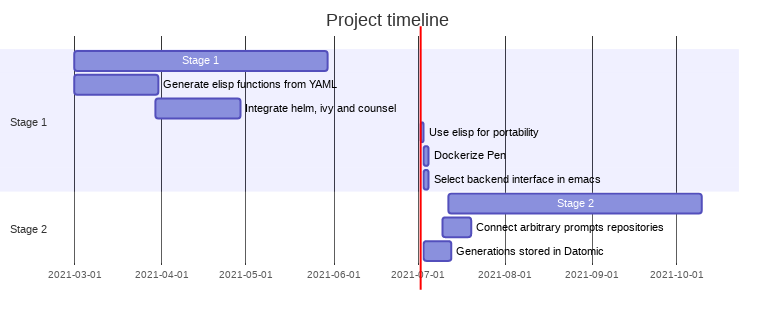 Project timeline
Stage 1
Generate elisp functions from YAML
Integrate helm, ivy and counsel
Stage 1
Use elisp for portability
Dockerize Pen
Select backend interface in emacs
Stage 2
Connect arbitrary prompts repositories
Stage 2
Generations stored in Datomic
2021-03-01 2021-04-01 2021-05-01 2021-06-01 2021-07-01 2021-08-01 2021-09-01 2021-10-01